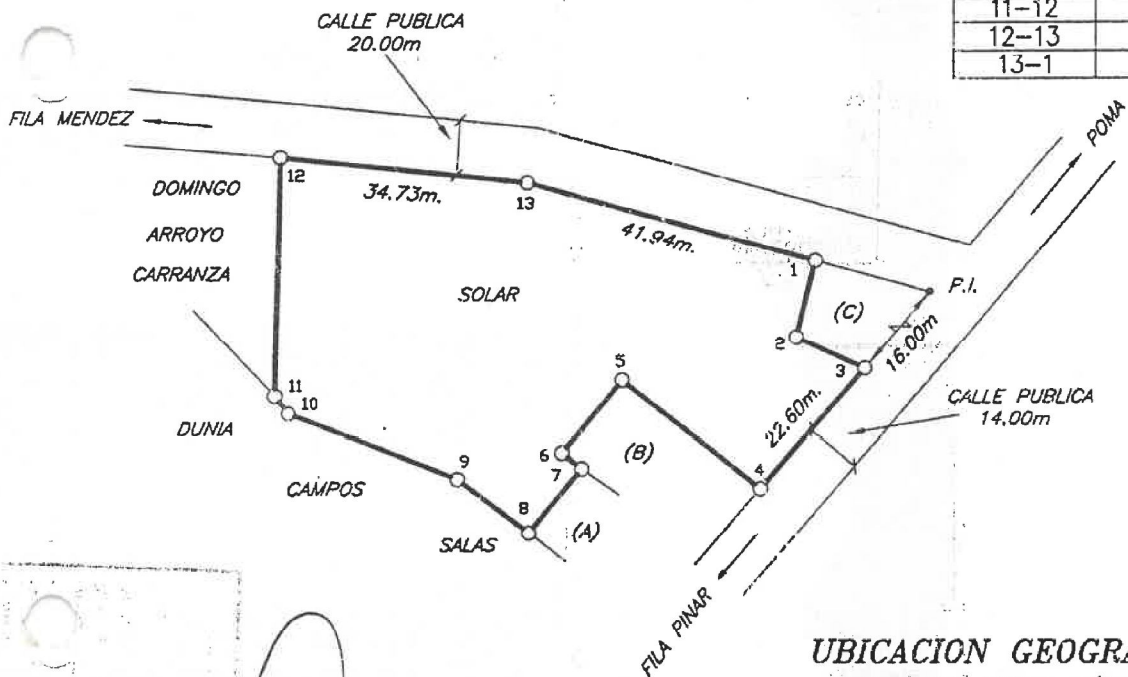 11-12
12-13
13-1
CALLE PUBLICA
20.00m
FILA MENDEZ
POMA
12
34.73m.
13
DOMINGO
ARROYO
CARRANZA
41.94m.
1
P.I.
SOLAR
(C)
2
16.00m
3
5
CALLE PUBLICA
14.00m
22.60m.
11
10
DUNIA
6
(B)
7
9
4
CAMPOS
8
(A)
SALAS
FILA PINAR
UBICACION GEOGRA